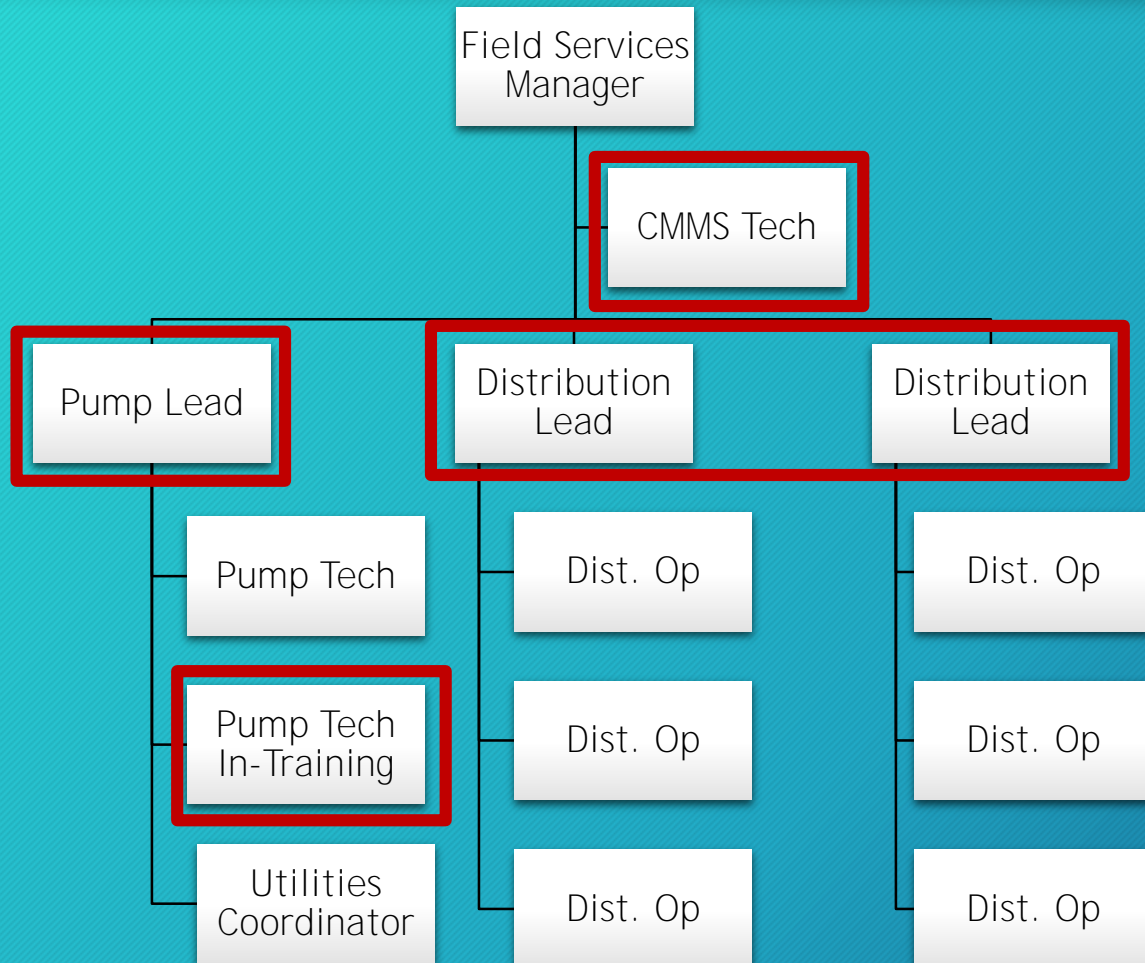 Field Services
Manager
CMMS Tech
Pump Lead
Distribution
Lead
Distribution
Lead
Pump Tech
Dist. Op
Dist. Op
Pump Tech
In-Training
Dist. Op
Dist. Op
Utilities
Coordinator
Dist. Op
Dist. Op